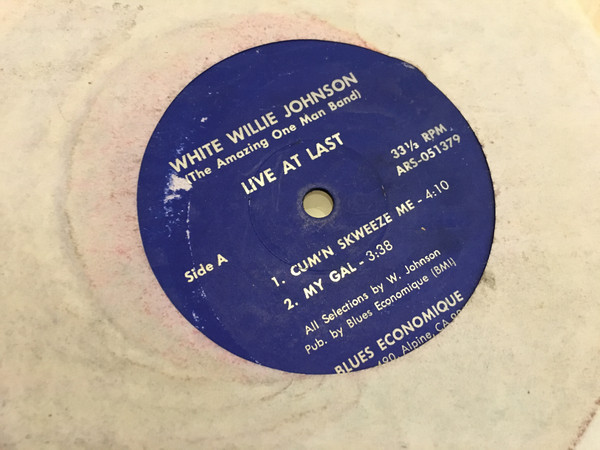 WHITE WILLIE JOHNSON
(The Amazing One Man Band)
LIVE AT LAST
33⅓ RPM
ARS-051379
Side A
1. CUM'N SKWEEZE ME - 4:10
2. MY GAL - 3:38
All Selections by W. Johnson
Pub. by Blues Economique (BMI)
BLUES ECONOMIQUE
Alpine, CA